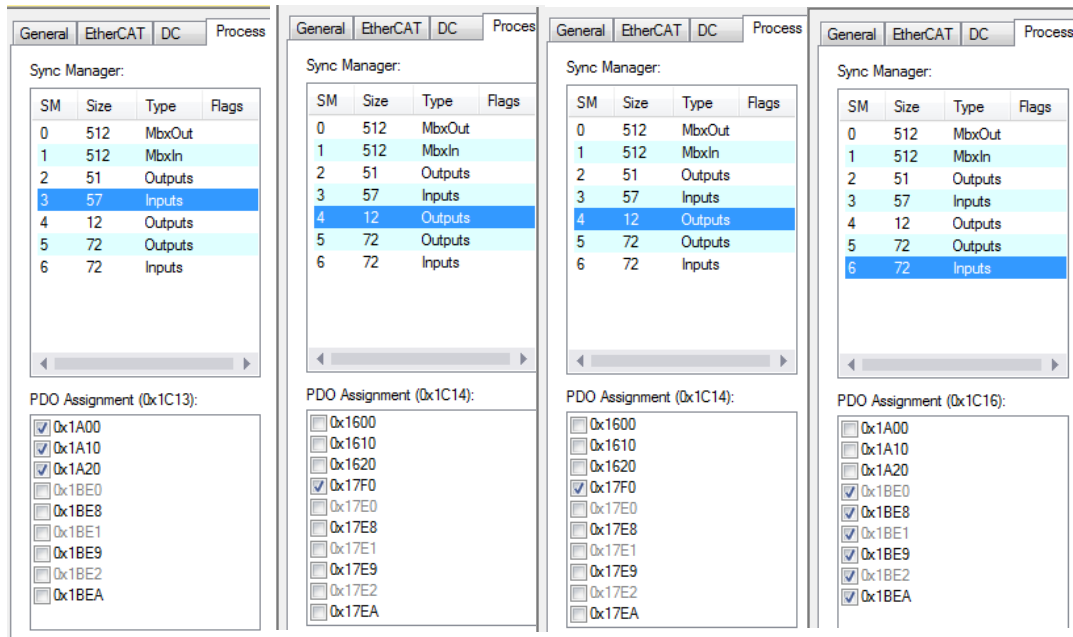 General EtherCAT DC Process
Sync Manager:
SM Size Type Flags
0 512 MbxOut
1 512 MbxIn
2 51 Outputs
3 57 Inputs
4 12 Outputs
5 72 Outputs
6 72 Inputs
PDO Assignment (0x1C13):
0x1A00
0x1A10
0x1A20
0x1BE0
0x1BE8
0x1BE1
0x1BE9
0x1BE2
0x1BEA
General EtherCAT DC Proces
Sync Manager:
SM Size Type Flags
0 512 MbxOut
1 512 MbxIn
2 51 Outputs
3 57 Inputs
4 12 Outputs
5 72 Outputs
6 72 Inputs
PDO Assignment (0x1C14):
0x1600
0x1610
0x1620
0x17F0
0x17E0
0x17E8
0x17E1
0x17E9
0x17E2
0x17EA
General EtherCAT DC Process
Sync Manager:
SM Size Type Flags
0 512 MbxOut
1 512 MbxIn
2 51 Outputs
3 57 Inputs
4 12 Outputs
5 72 Outputs
6 72 Inputs
PDO Assignment (0x1C14):
0x1600
0x1610
0x1620
0x17F0
0x17E0
0x17E8
0x17E1
0x17E9
0x17E2
0x17EA
General EtherCAT DC Process
Sync Manager:
SM Size Type Flags
0 512 MbxOut
1 512 MbxIn
2 51 Outputs
3 57 Inputs
4 12 Outputs
5 72 Outputs
6 72 Inputs
PDO Assignment (0x1C16):
0x1A00
0x1A10
0x1A20
0x1BE0
0x1BE8
0x1BE1
0x1BE9
0x1BE2
0x1BEA